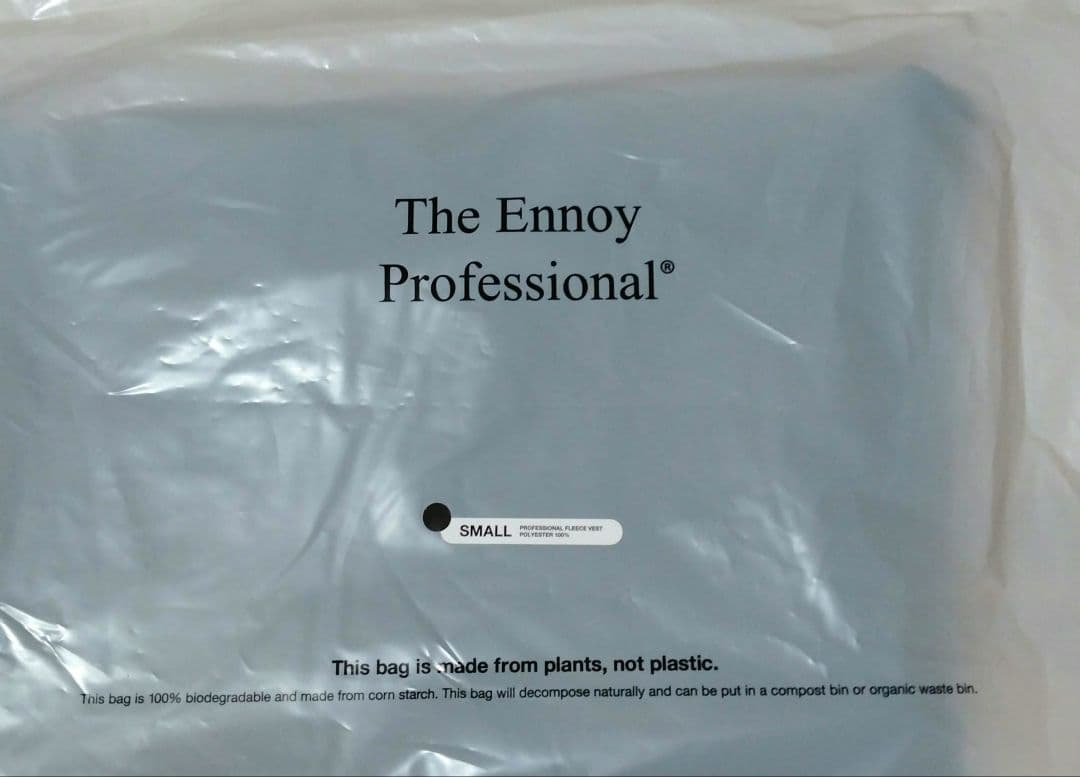 The Ennoy
Professional®
SMALL
PROFESSIONAL FLEECE VEST
POLYESTER 100%
This bag is made from plants, not plastic.
This bag is 100% biodegradable and made from corn starch. This bag will decompose naturally and can be put in a compost bin or organic waste bin.